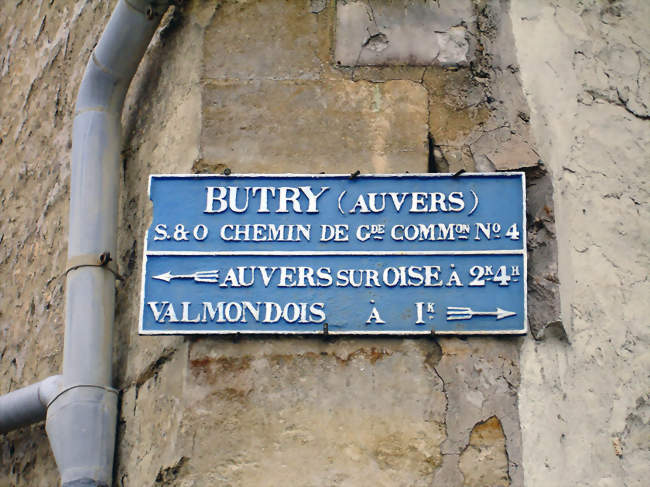 BUTRY (AUVERS)
S. & O CHEMIN DE GDE COMMON NO 4
AUVERS SUR OISE À 2K4H
VALMONDOIS À 1K